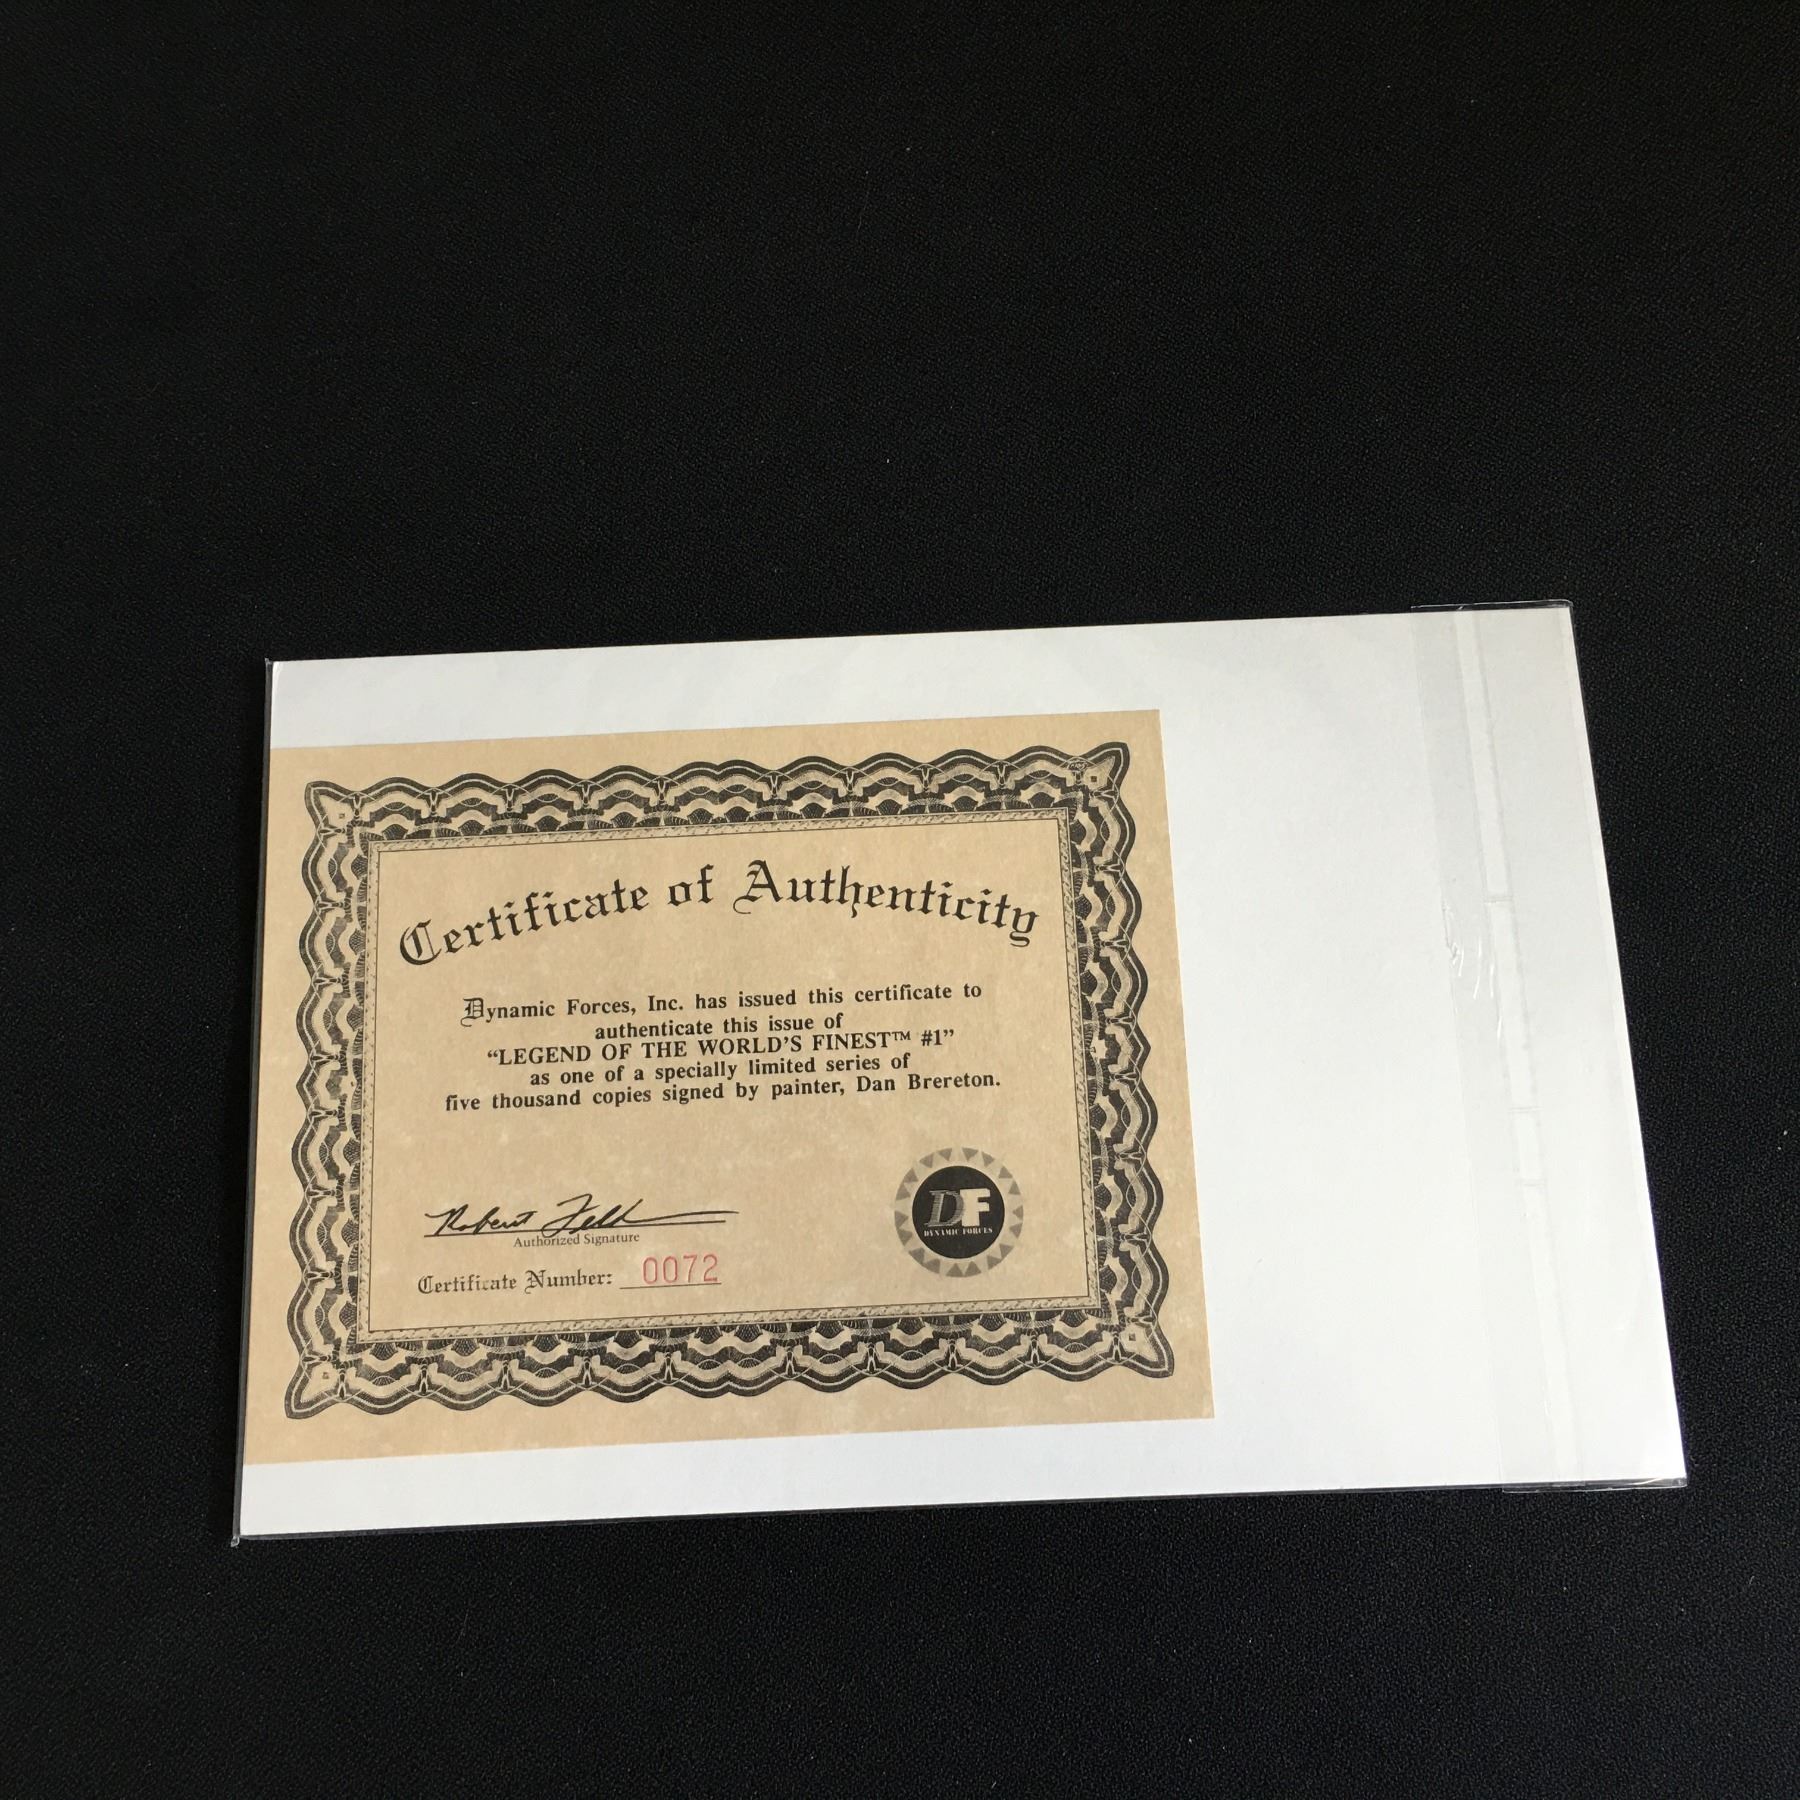 Certificate of Authenticity
Dynamic Forces, Inc. has issued this certificate to
authenticate this issue of
“LEGEND OF THE WORLD’S FINEST™ #1”
as one of a specially limited series of
five thousand copies signed by painter, Dan Brereton.
Robert Feld
Authorized Signature
Certificate Number: 0072
DF
DYNAMIC FORCES